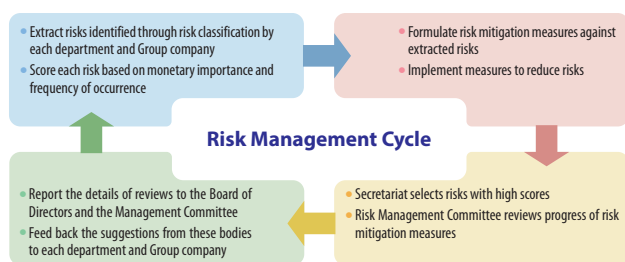 • Extract risks identified through risk classification by
each department and Group company
• Score each risk based on monetary importance and
frequency of occurrence
• Formulate risk mitigation measures against
extracted risks
• Implement measures to reduce risks
Risk Management Cycle
• Report the details of reviews to the Board of
Directors and the Management Committee
• Feed back the suggestions from these bodies
to each department and Group company
• Secretariat selects risks with high scores
• Risk Management Committee reviews progress of risk
mitigation measures